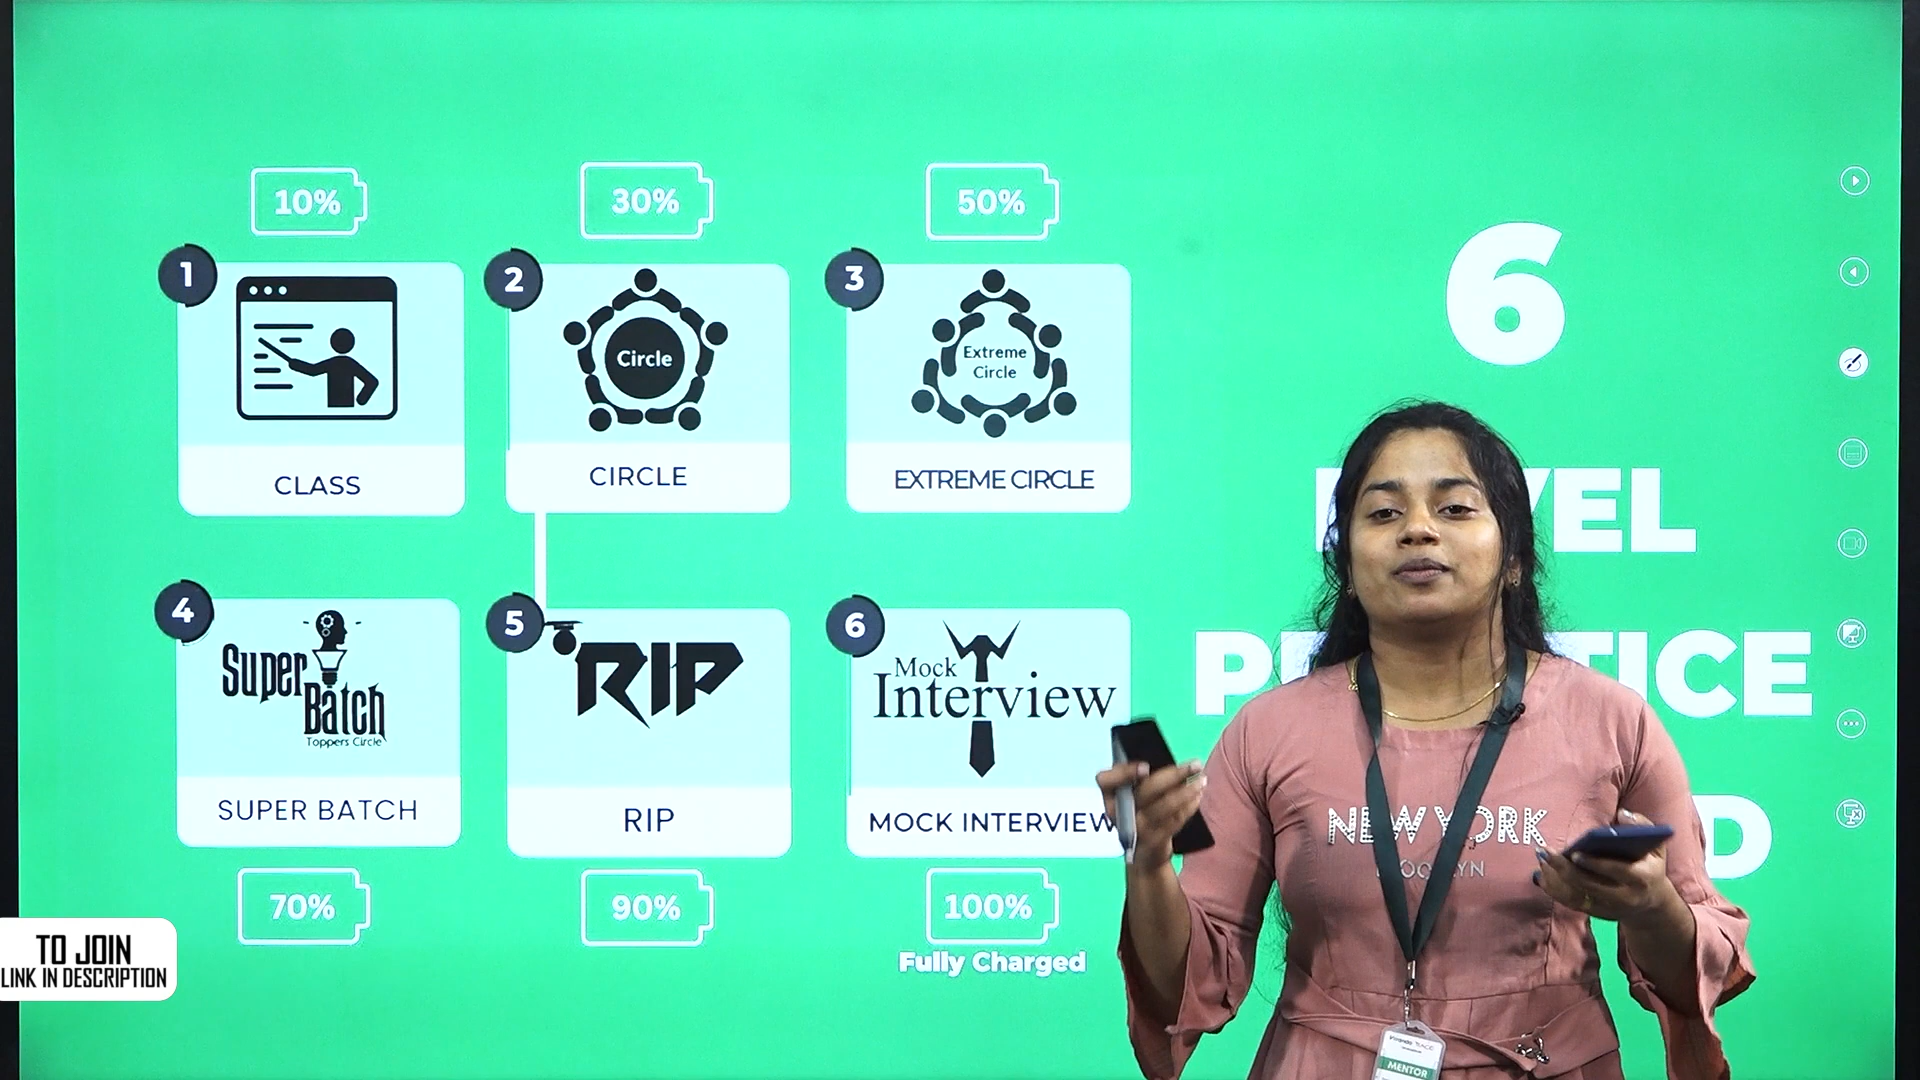 10%
30%
50%
1
2
3
Circle
Extreme
Circle
CLASS
CIRCLE
EXTREME CIRCLE
4
5
6
Super
Batch
Toppers Circle
RIP
Mock
Interview
SUPER BATCH
RIP
MOCK INTERVIEW
70%
90%
100%
Fully Charged
6
TO JOIN
LINK IN DESCRIPTION
NEW YORK
MENTOR